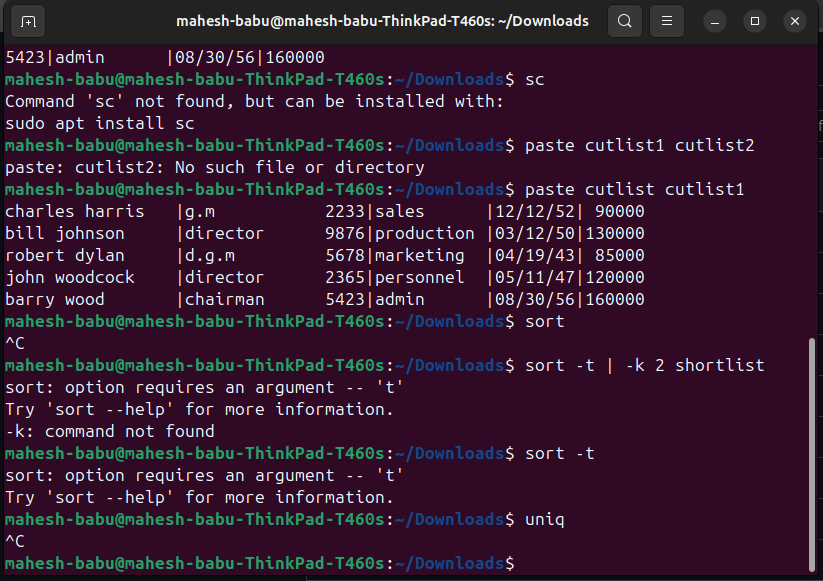 mahesh-babu@mahesh-babu-ThinkPad-T460s: ~/Downloads
5423|admin      |08/30/56|160000
mahesh-babu@mahesh-babu-ThinkPad-T460s:~/Downloads$ sc
Command 'sc' not found, but can be installed with:
sudo apt install sc
mahesh-babu@mahesh-babu-ThinkPad-T460s:~/Downloads$ paste cutlist1 cutlist2
paste: cutlist2: No such file or directory
mahesh-babu@mahesh-babu-ThinkPad-T460s:~/Downloads$ paste cutlist cutlist1
charles harris   |g.m           2233|sales      |12/12/52| 90000
bill johnson     |director      9876|production |03/12/50|130000
robert dylan     |d.g.m         5678|marketing  |04/19/43| 85000
john woodcock    |director      2365|personnel  |05/11/47|120000
barry wood       |chairman      5423|admin      |08/30/56|160000
mahesh-babu@mahesh-babu-ThinkPad-T460s:~/Downloads$ sort
^C
mahesh-babu@mahesh-babu-ThinkPad-T460s:~/Downloads$ sort -t | -k 2 shortlist
sort: option requires an argument -- 't'
Try 'sort --help' for more information.
-k: command not found
mahesh-babu@mahesh-babu-ThinkPad-T460s:~/Downloads$ sort -t
sort: option requires an argument -- 't'
Try 'sort --help' for more information.
mahesh-babu@mahesh-babu-ThinkPad-T460s:~/Downloads$ uniq
^C
mahesh-babu@mahesh-babu-ThinkPad-T460s:~/Downloads$